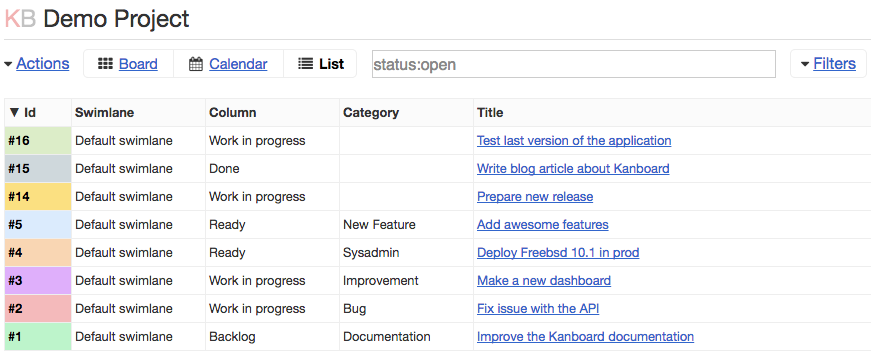 KB Demo Project
Actions Board Calendar List status:open Filters
▼ Id Swimlane Column Category Title
#16 Default swimlane Work in progress Test last version of the application
#15 Default swimlane Done Write blog article about Kanboard
#14 Default swimlane Work in progress Prepare new release
#5 Default swimlane Ready New Feature Add awesome features
#4 Default swimlane Ready Sysadmin Deploy Freebsd 10.1 in prod
#3 Default swimlane Work in progress Improvement Make a new dashboard
#2 Default swimlane Work in progress Bug Fix issue with the API
#1 Default swimlane Backlog Documentation Improve the Kanboard documentation